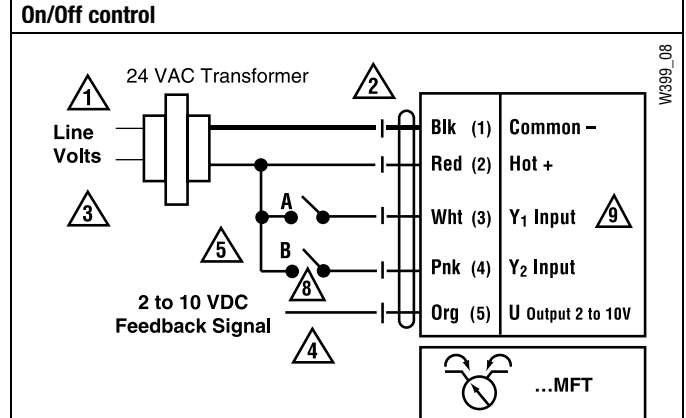 On/Off control
W399_08
24 VAC Transformer
1
2
Line
Volts
3
Blk (1) Common –
Red (2) Hot +
A
Wht (3) Y₁ Input
9
5
B
Pnk (4) Y₂ Input
8
2 to 10 VDC
Feedback Signal
Org (5) U Output 2 to 10V
4
...MFT